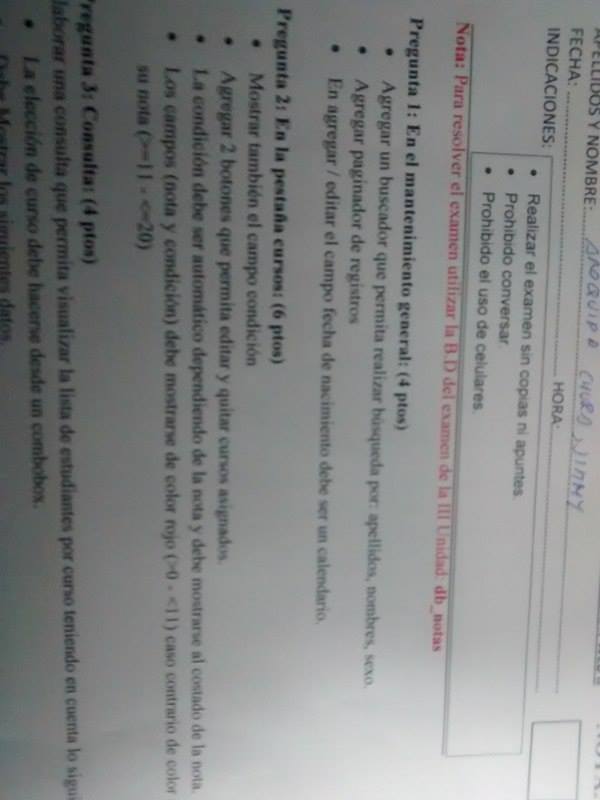 APELLIDOS Y NOMBRE: ANQUIPA CHURA JIMMY
FECHA: HORA:
INDICACIONES:
• Realizar el examen sin copias ni apuntes.
• Prohibido conversar.
• Prohibido el uso de celulares.
Nota: Para resolver el examen utilizar la B.D del examen de la III Unidad: db_notas
Pregunta 1: En el mantenimiento general: (4 ptos)
• Agregar un buscador que permita realizar búsqueda por: apellidos, nombres, sexo.
• Agregar paginador de registros
• En agregar / editar el campo fecha de nacimiento debe ser un calendario.
Pregunta 2: En la pestaña cursos: (6 ptos)
• Mostrar también el campo condición
• Agregar 2 botones que permita editar y quitar cursos asignados.
• La condición debe ser automático dependiendo de la nota y debe mostrarse al costado de la nota.
• Los campos (nota y condición) debe mostrarse de color rojo (>0 - <11) caso contrario de color
su nota (>=11 - <=20)
regunta 3: Consulta: (4 ptos)
laborar una consulta que permita visualizar la lista de estudiantes por curso teniendo en cuenta lo sigui
• La elección de curso debe hacerse desde un combobox.
Debe Mostrar los siguientes datos.